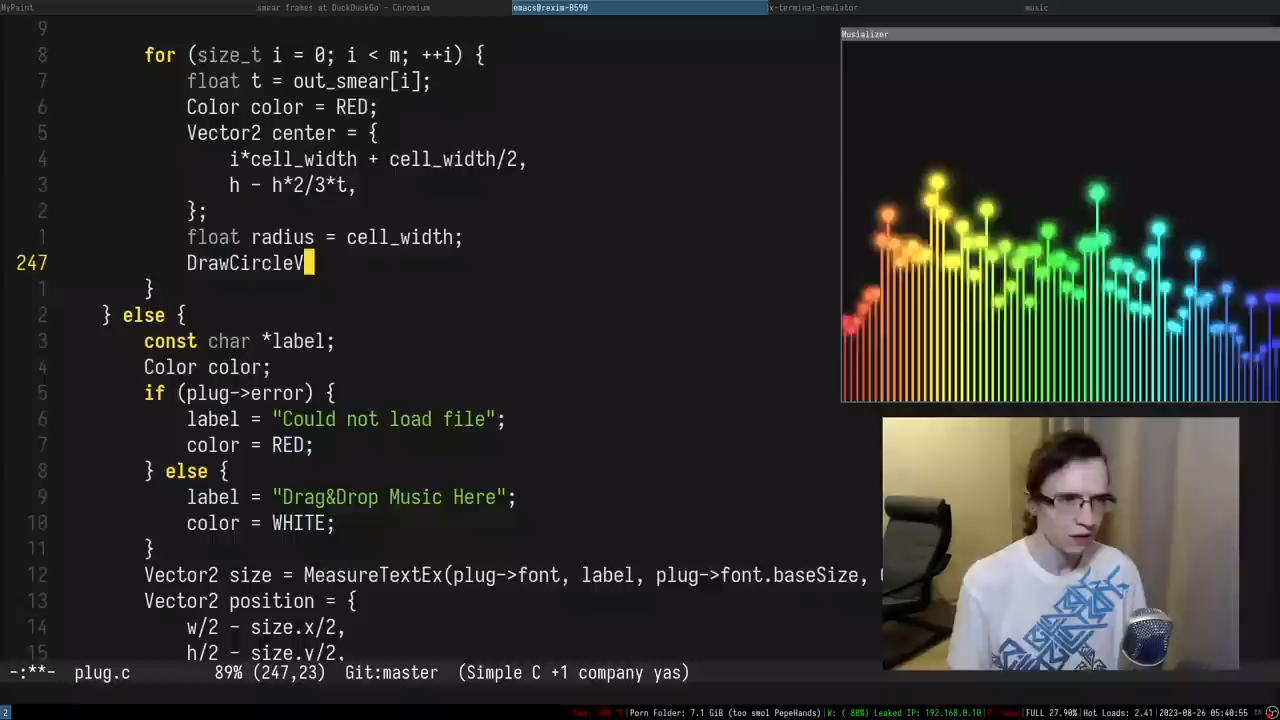 MyPaint
smear frames at DuckDuckGo - Chromium
emacs@rexim-B590
x-terminal-emulator
music
Musializer
9
8 for (size_t i = 0; i < m; ++i) {
7 float t = out_smear[i];
6 Color color = RED;
5 Vector2 center = {
4 i*cell_width + cell_width/2,
3 h - h*2/3*t,
2 };
1 float radius = cell_width;
247 DrawCircleV
1 }
2 } else {
3 const char *label;
4 Color color;
5 if (plug->error) {
6 label = "Could not load file";
7 color = RED;
8 } else {
9 label = "Drag&Drop Music Here";
10 color = WHITE;
11 }
12 Vector2 size = MeasureTextEx(plug->font, label, plug->font.baseSize,
13 Vector2 position = {
14 w/2 - size.x/2,
15 h/2 - size.y/2,
-:**- plug.c 89% (247,23) Git:master (Simple C +1 company yas)
2
|Porn Folder: 7.1 GiB (too smol PepeHands)|W: ( 80%) Leaked IP: 192.168.0.10|
|FULL 27.90%|Hot Loads: 2.41|2023-08-26 05:40:55